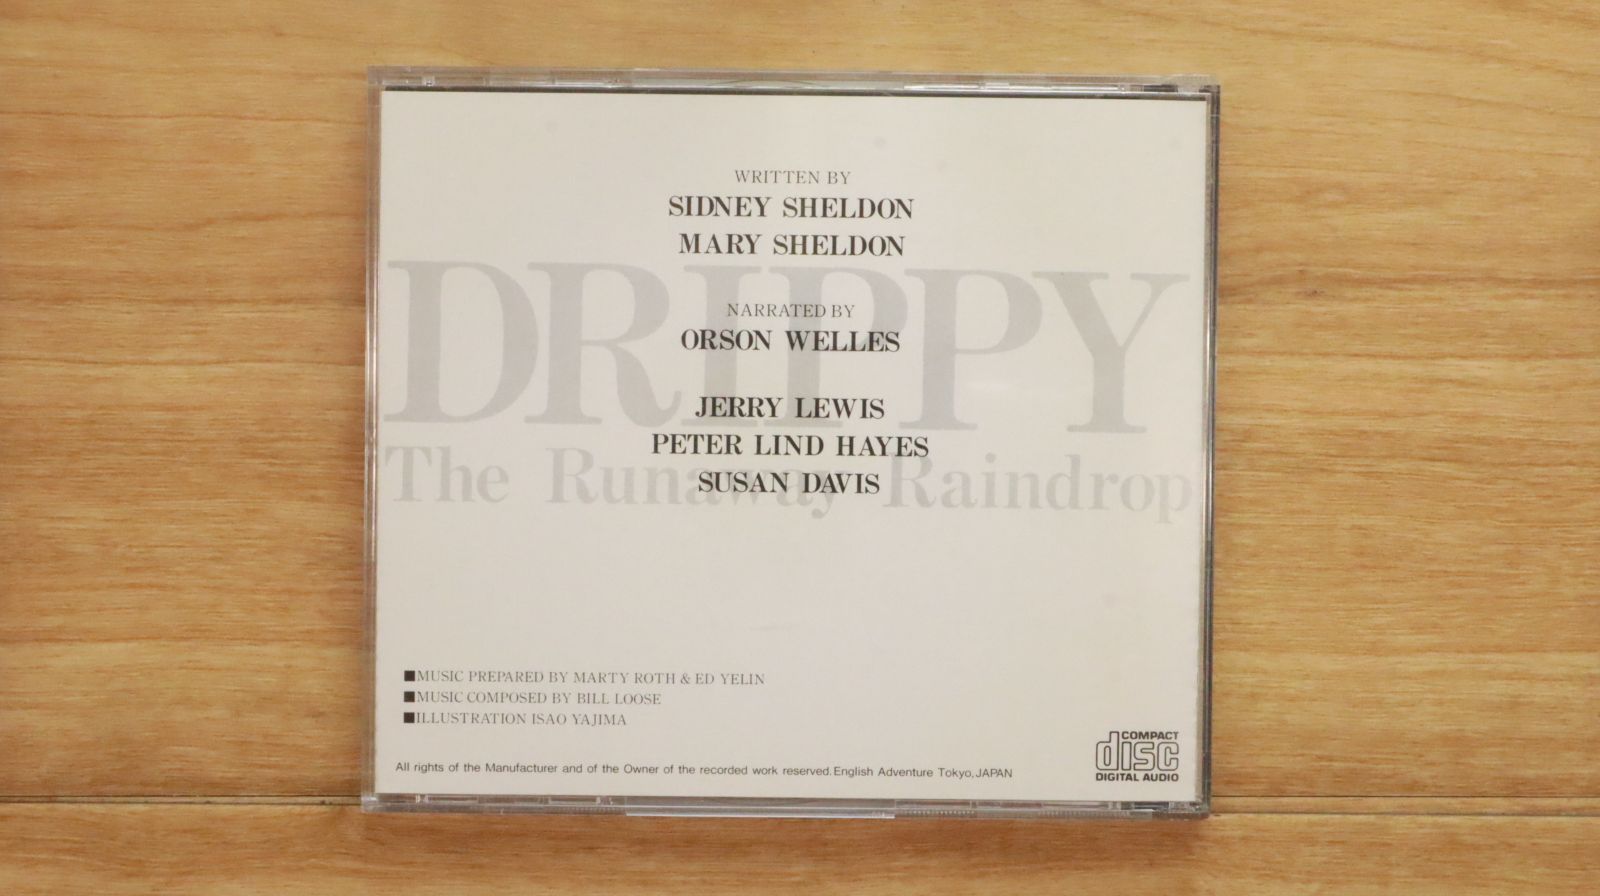 WRITTEN BY
SIDNEY SHELDON
MARY SHELDON
DRIPPY
NARRATED BY
ORSON WELLES
JERRY LEWIS
PETER LIND HAYES
The Runaway Raindrop
SUSAN DAVIS
■MUSIC PREPARED BY MARTY ROTH & ED YELIN
■MUSIC COMPOSED BY BILL LOOSE
■ILLUSTRATION ISAO YAJIMA
All rights of the Manufacturer and of the Owner of the recorded work reserved. English Adventure Tokyo, JAPAN
COMPACT
disc
DIGITAL AUDIO